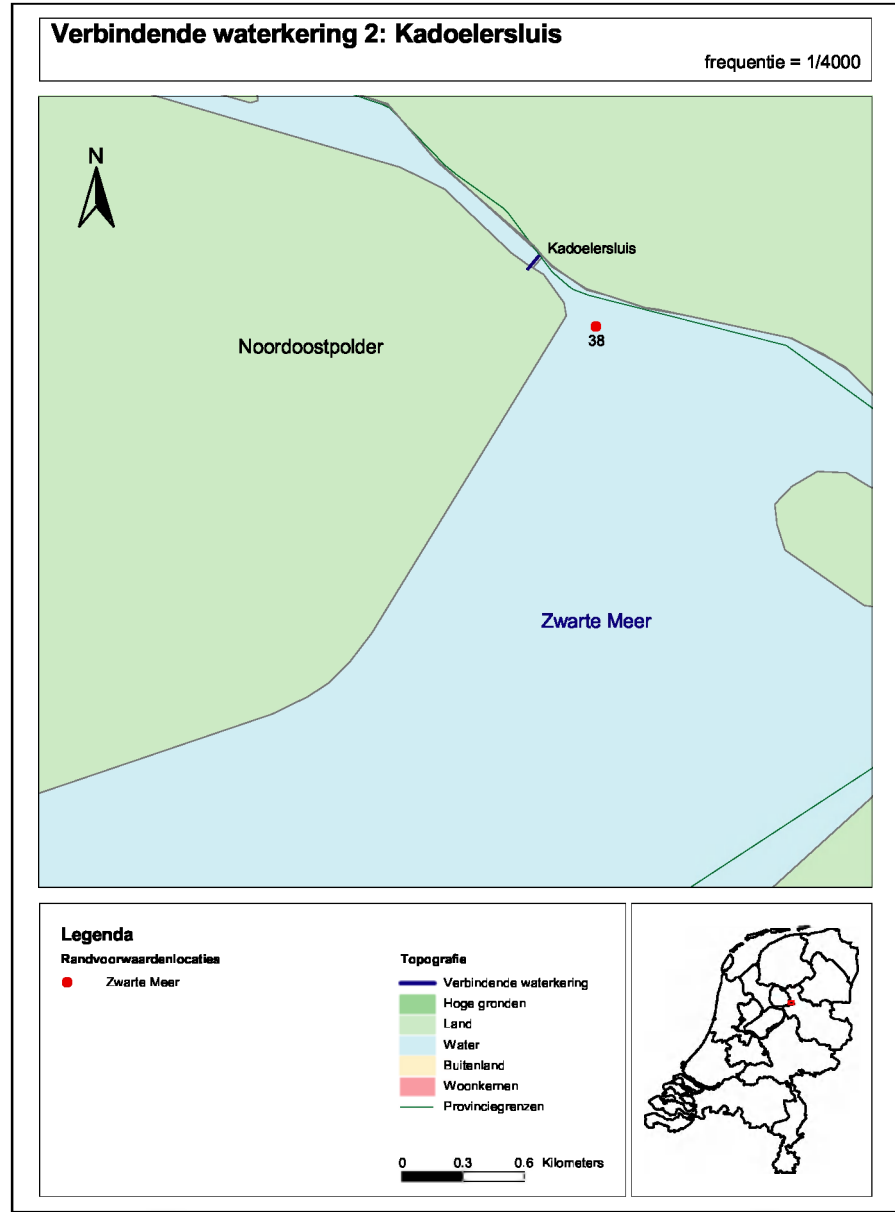 Verbindende waterkering 2: Kadoelersluis
frequentie = 1/4000
N
Kadoelersluis
38
Noordoostpolder
Zwarte Meer
Legenda
Randvoorwaardenlocaties
Zwarte Meer
Topografie
Verbindende waterkering
Hoge gronden
Land
Water
Buitenland
Woonkernen
Provinciegrenzen
0 0.3 0.6 Kilometers